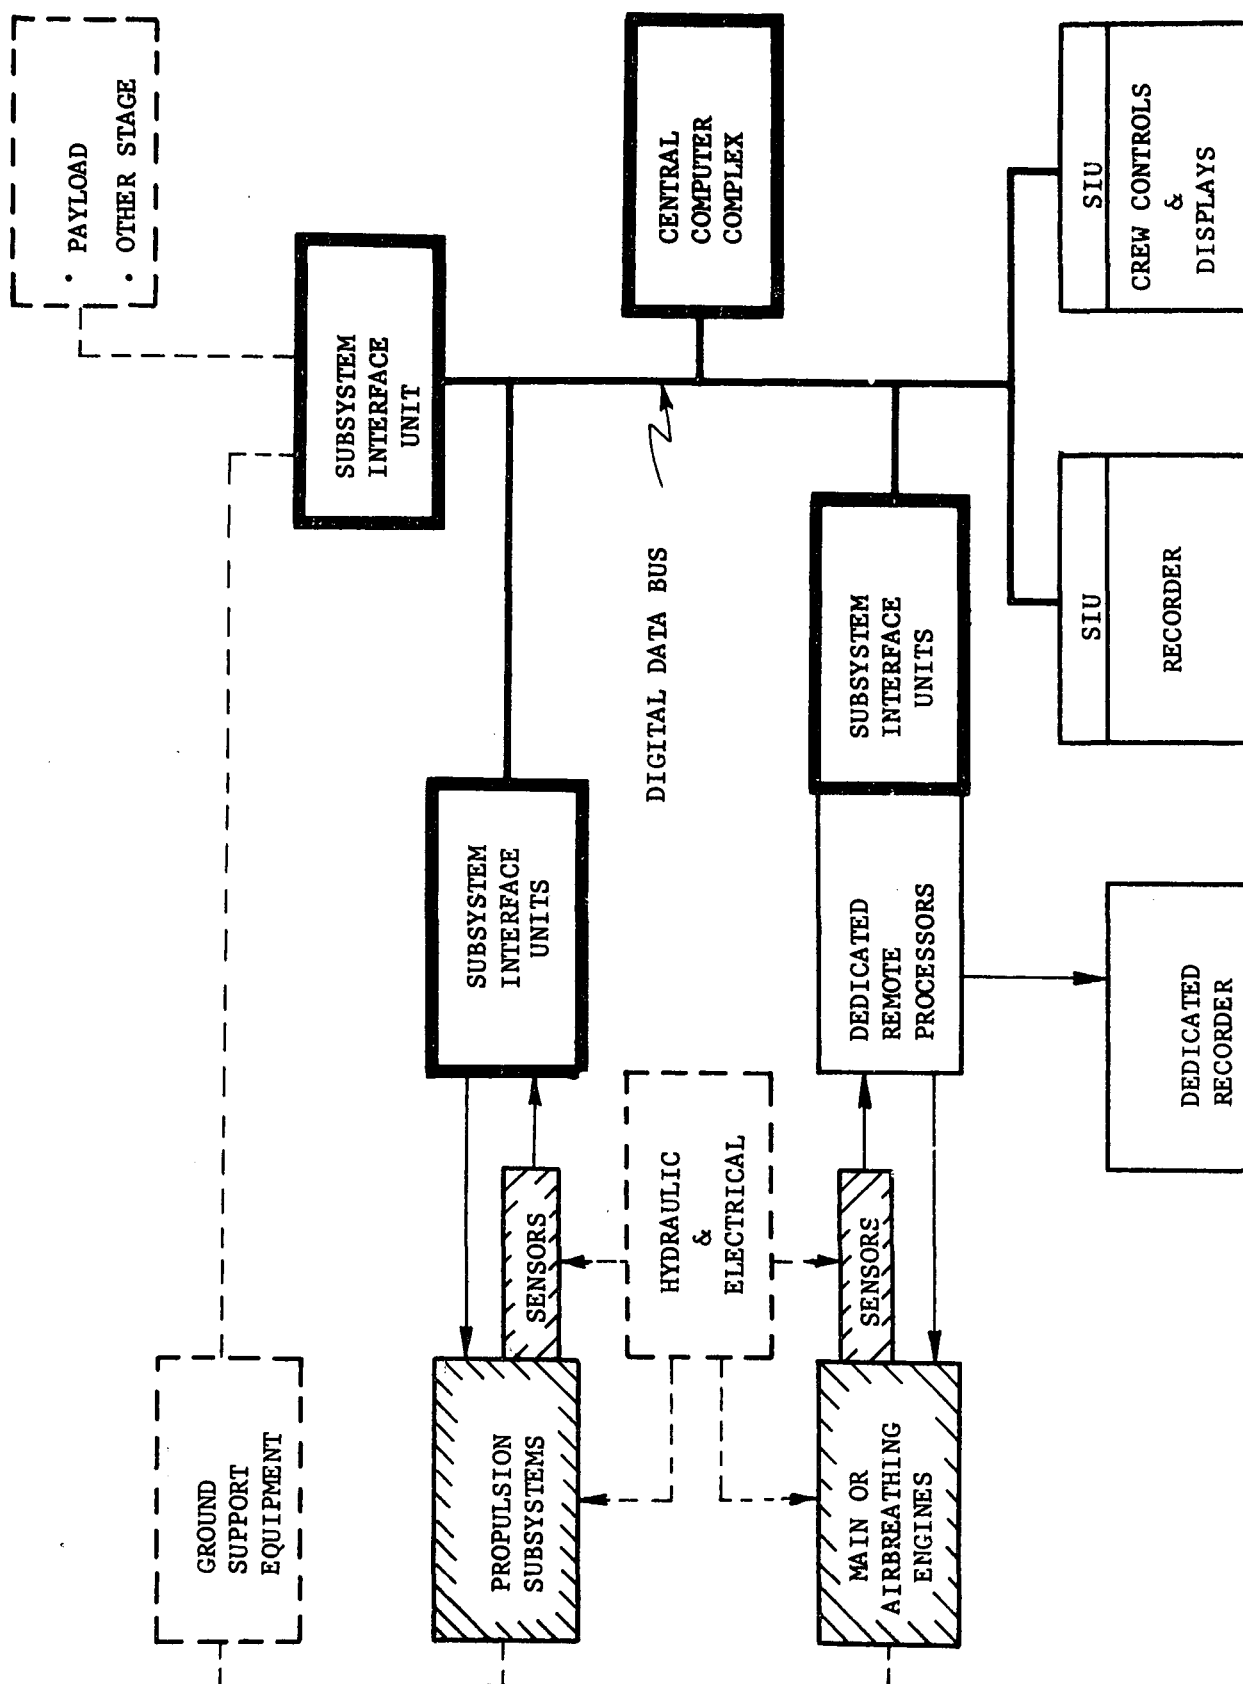 GROUND
SUPPORT
EQUIPMENT
• PAYLOAD
• OTHER STAGE
SUBSYSTEM
INTERFACE
UNIT
PROPULSION
SUBSYSTEMS
SENSORS
SUBSYSTEM
INTERFACE
UNITS
HYDRAULIC
&
ELECTRICAL
DIGITAL DATA BUS
CENTRAL
COMPUTER
COMPLEX
MAIN OR
AIRBREATHING
ENGINES
SENSORS
DEDICATED
REMOTE
PROCESSORS
SUBSYSTEM
INTERFACE
UNITS
DEDICATED
RECORDER
SIU
RECORDER
SIU
CREW CONTROLS
&
DISPLAYS